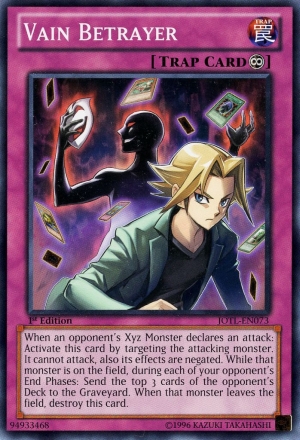 Vain Betrayer
TRAP
罠
[Trap Card∞]
1st Edition
JOTL-EN073
When an opponent's Xyz Monster declares an attack:
Activate this card by targeting the attacking monster.
It cannot attack, also its effects are negated. While that
monster is on the field, during each of your opponent's
End Phases: Send the top 3 cards of the opponent's
Deck to the Graveyard. When that monster leaves the
field, destroy this card.
94933468
©1996 KAZUKI TAKAHASHI